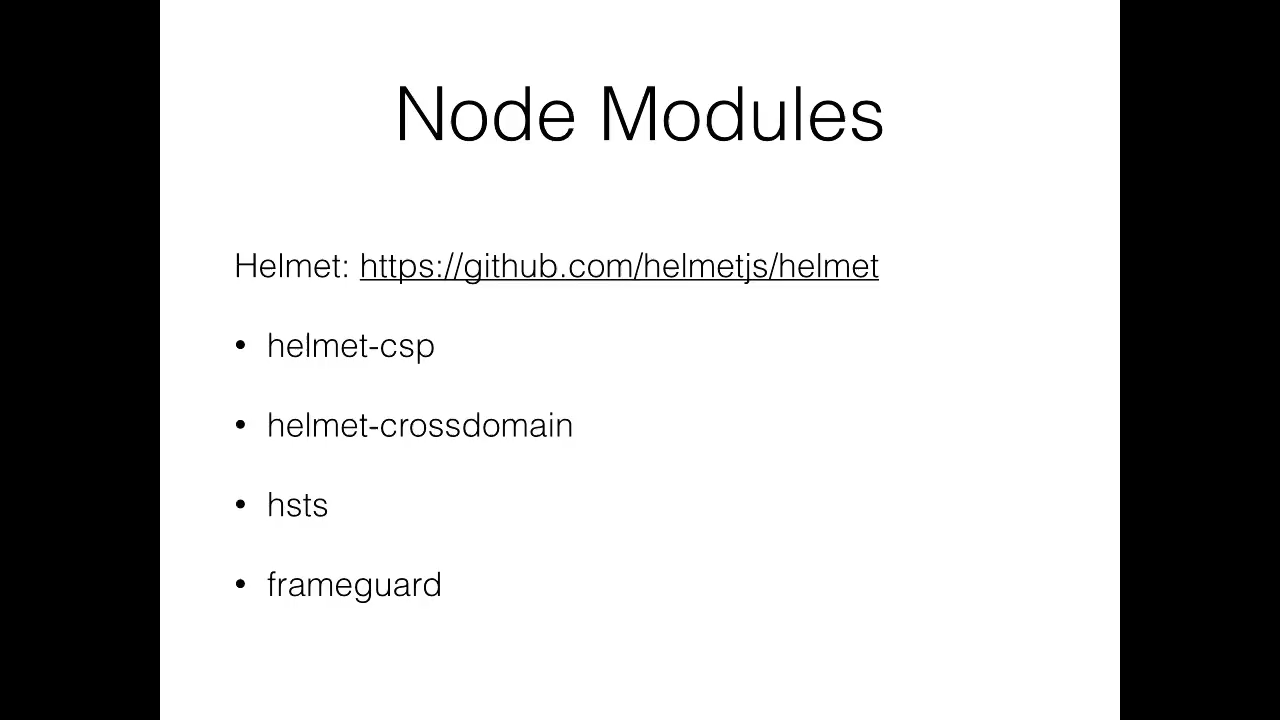 Node Modules
Helmet: https://github.com/helmetjs/helmet
• helmet-csp
• helmet-crossdomain
• hsts
• frameguard